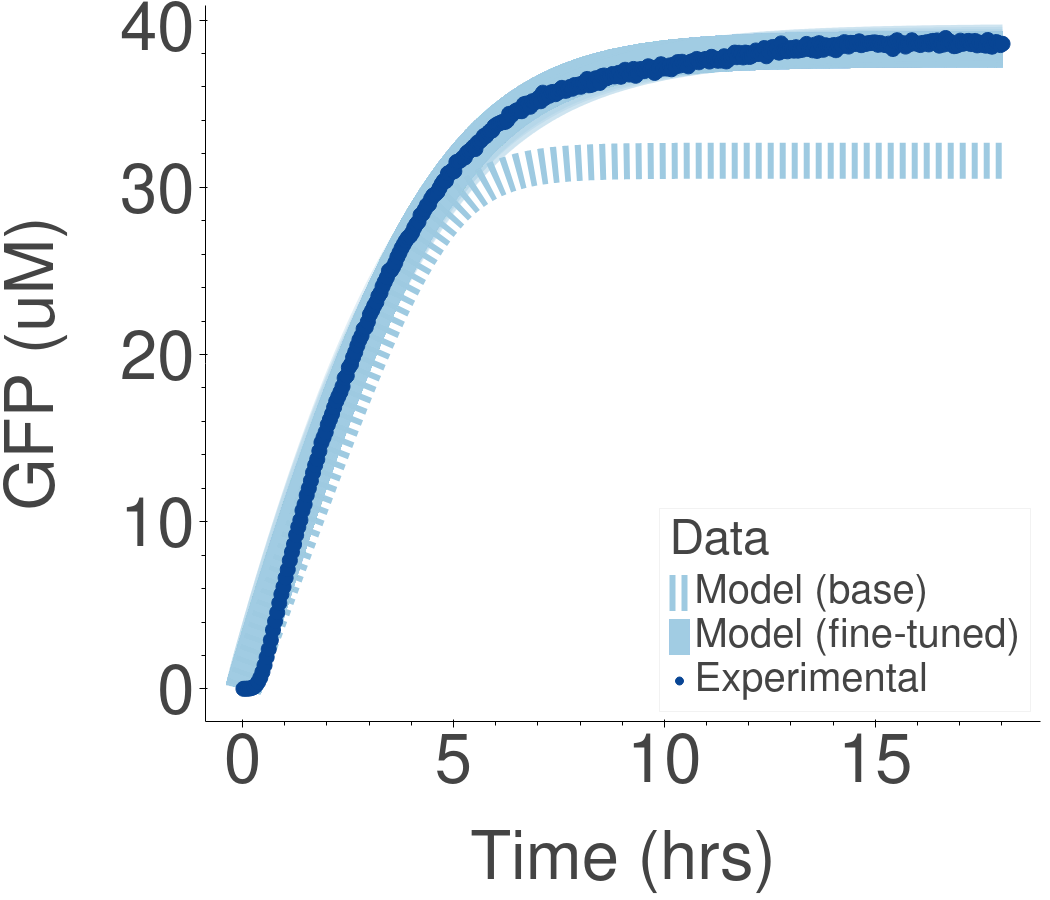 40
30
20
10
0
GFP (uM)
0 5 10 15
Time (hrs)
Data
Model (base)
Model (fine-tuned)
Experimental